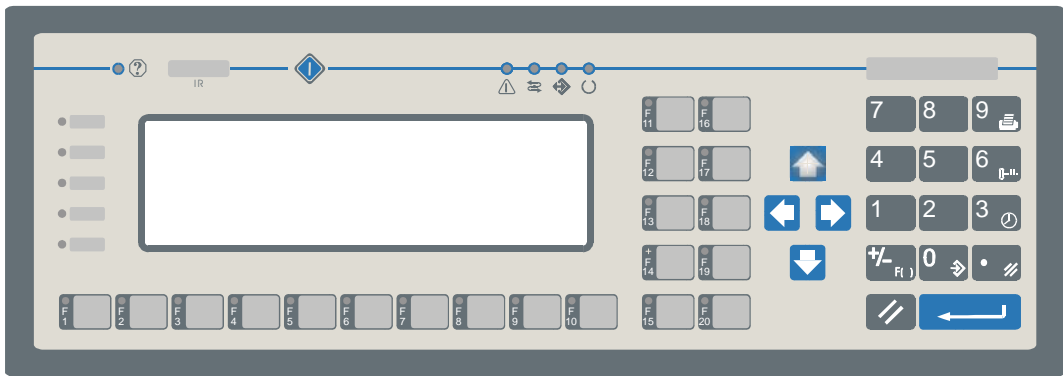 ?
IR
F 11
F 16
7
8
9
F 12
F 17
4
5
6
F 13
F 18
1
2
3
+
F 14
F 19
+/- F( )
0
.
F 1
F 2
F 3
F 4
F 5
F 6
F 7
F 8
F 9
F 10
F 15
F 20